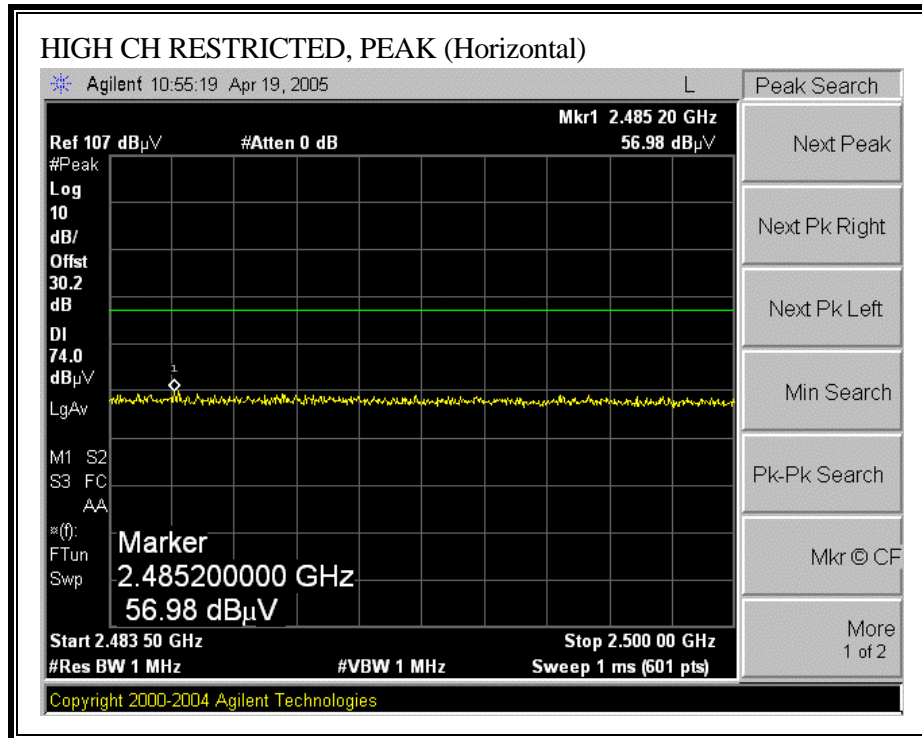 HIGH CH RESTRICTED, PEAK (Horizontal)
Agilent 10:55:19 Apr 19, 2005 L
Peak Search
Mkr1 2.485 20 GHz
Ref 107 dBµV #Atten 0 dB 56.98 dBµV
#Peak
Log
10
dB/
Offst
30.2
dB
DI
74.0
dBµV
LgAv
M1 S2
S3 FC
AA
¤(f):
FTun
Swp
1
Marker
2.485200000 GHz
56.98 dBµV
Start 2.483 50 GHz Stop 2.500 00 GHz
#Res BW 1 MHz #VBW 1 MHz Sweep 1 ms (601 pts)
Next Peak
Next Pk Right
Next Pk Left
Min Search
Pk-Pk Search
Mkr © CF
More
1 of 2
Copyright 2000-2004 Agilent Technologies